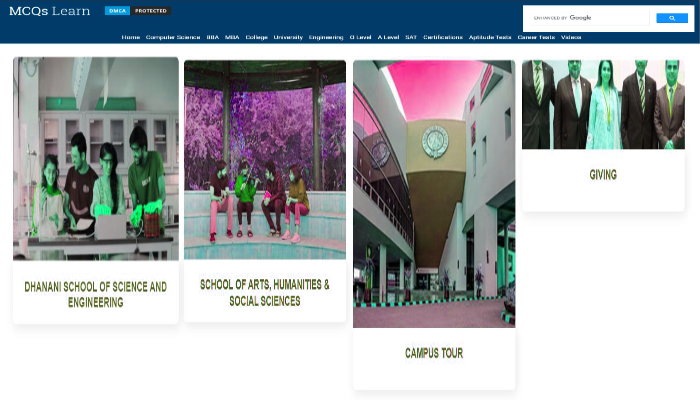 MCQs Learn
DMCA PROTECTED
ENHANCED BY Google
Home Computer Science BBA MBA College University Engineering O Level A Level SAT Certifications Aptitude Tests Career Tests Videos
DHANANI SCHOOL OF SCIENCE AND
ENGINEERING
SCHOOL OF ARTS, HUMANITIES &
SOCIAL SCIENCES
CAMPUS TOUR
GIVING